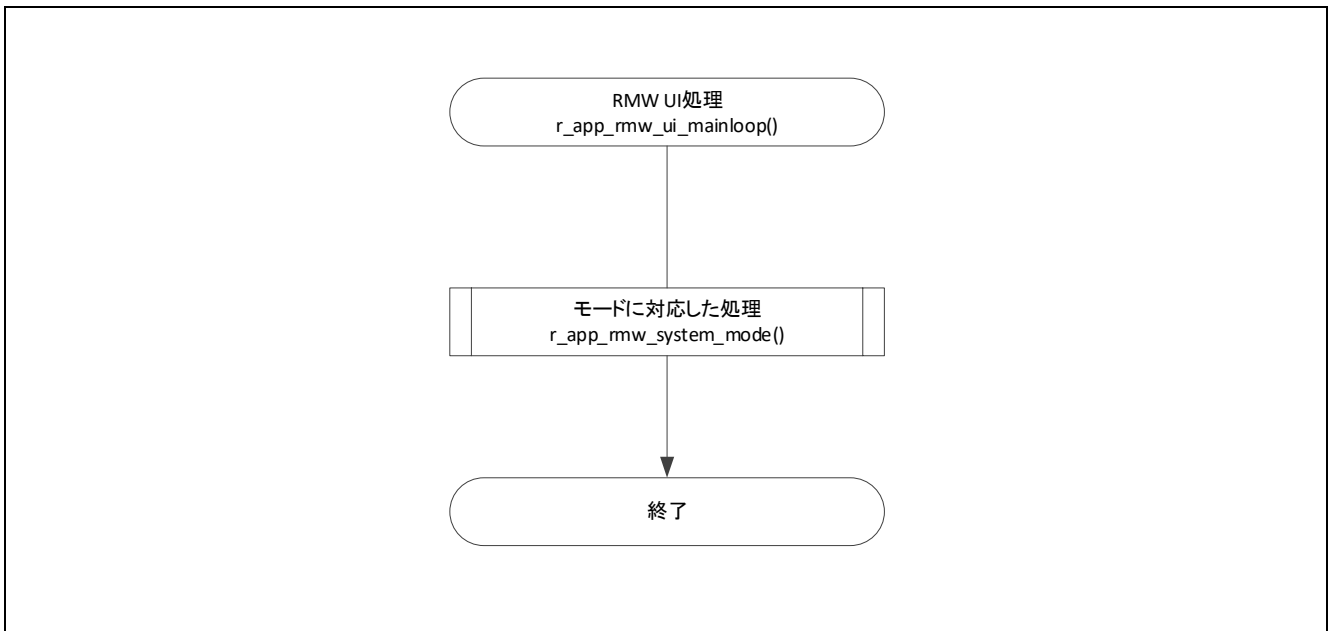 RMW UI処理
r_app_rmw_ui_mainloop()
モードに対応した処理
r_app_rmw_system_mode()
終了